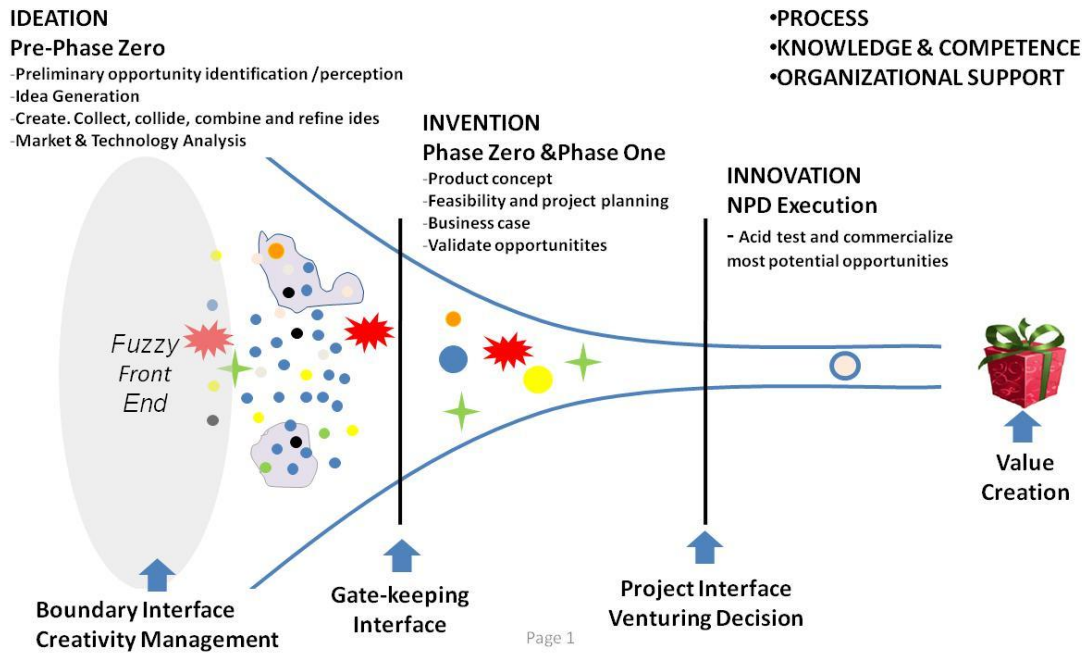 IDEATION
Pre-Phase Zero
-Preliminary opportunity identification /perception
-Idea Generation
-Create. Collect, collide, combine and refine ides
-Market & Technology Analysis
•PROCESS
•KNOWLEDGE & COMPETENCE
•ORGANIZATIONAL SUPPORT
INVENTION
Phase Zero &Phase One
-Product concept
-Feasibility and project planning
-Business case
-Validate opportunitites
INNOVATION
NPD Execution
- Acid test and commercialize
most potential opportunities
Fuzzy
Front
End
Value
Creation
Boundary Interface
Creativity Management
Gate-keeping
Interface
Project Interface
Venturing Decision
Page 1